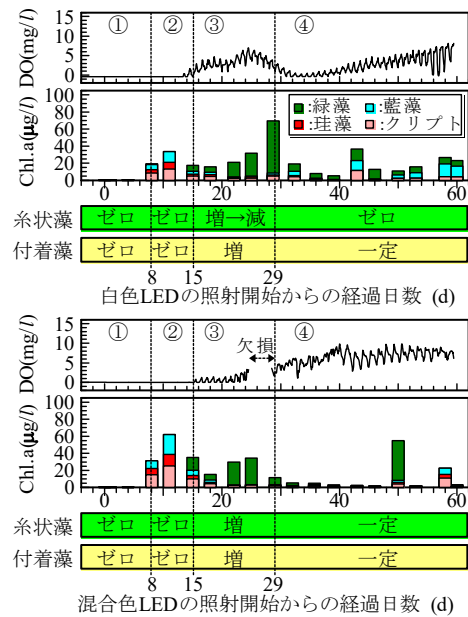 ① ② ③ ④
DO(mg/l)
15
10
5
0
Chl.a(μg/l)
100
80
60
40
20
0
:緑藻 :藍藻
:珪藻 :クリプト
0 20 40 60
糸状藻 ゼロ ゼロ 増→減 ゼロ
付着藻 ゼロ ゼロ 増 一定
8 15 29
白色LEDの照射開始からの経過日数 (d)
① ② ③ ④
DO(mg/l)
15
10
5
0
欠損
Chl.a(μg/l)
100
80
60
40
20
0
0 20 40 60
糸状藻 ゼロ ゼロ 増 一定
付着藻 ゼロ ゼロ 増 一定
8 15 29
混合色LEDの照射開始からの経過日数 (d)